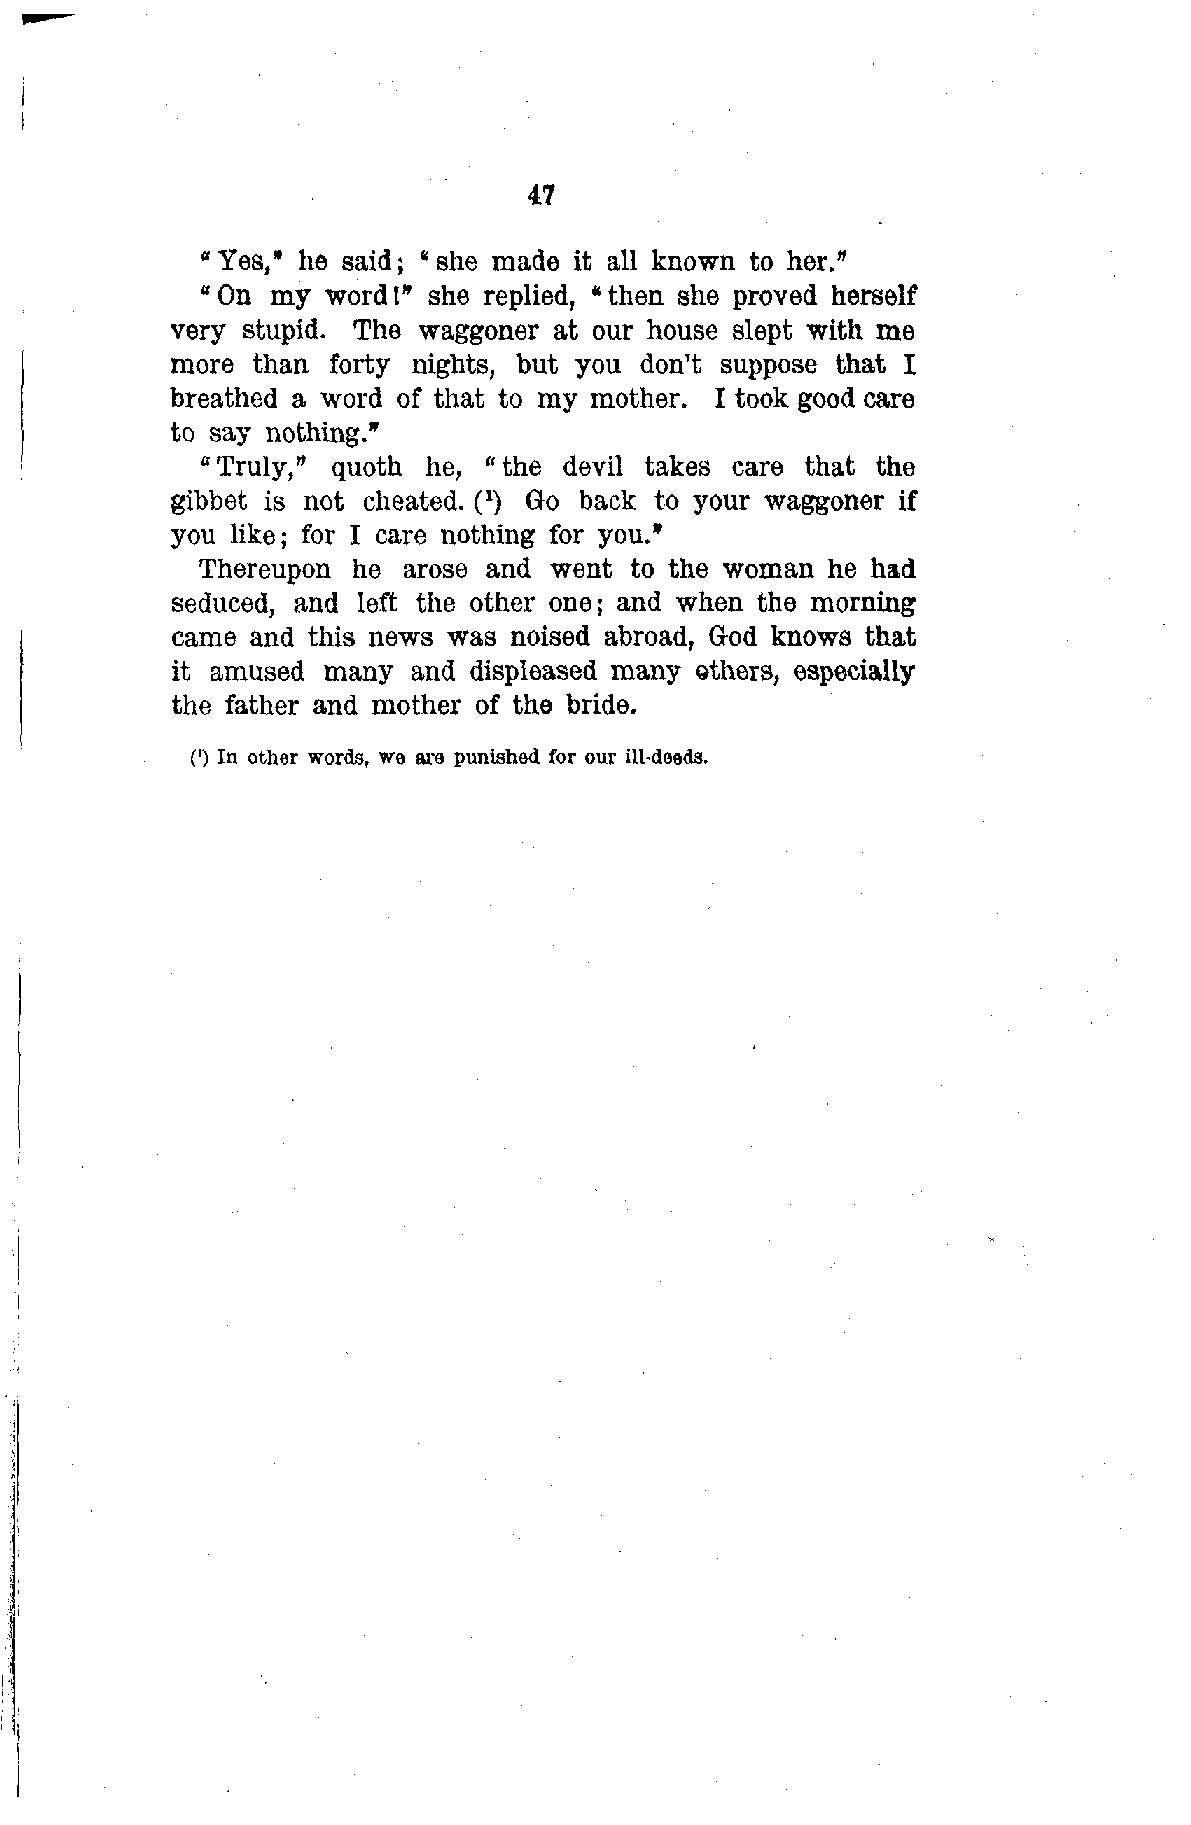 47
“Yes,” he said; “she made it all known to her.”
“On my word!” she replied, “then she proved herself
very stupid. The waggoner at our house slept with me
more than forty nights, but you don't suppose that I
breathed a word of that to my mother. I took good care
to say nothing.”
“Truly,” quoth he, “the devil takes care that the
gibbet is not cheated. (¹) Go back to your waggoner if
you like; for I care nothing for you.”
Thereupon he arose and went to the woman he had
seduced, and left the other one; and when the morning
came and this news was noised abroad, God knows that
it amused many and displeased many others, especially
the father and mother of the bride.
(¹) In other words, we are punished for our ill-deeds.